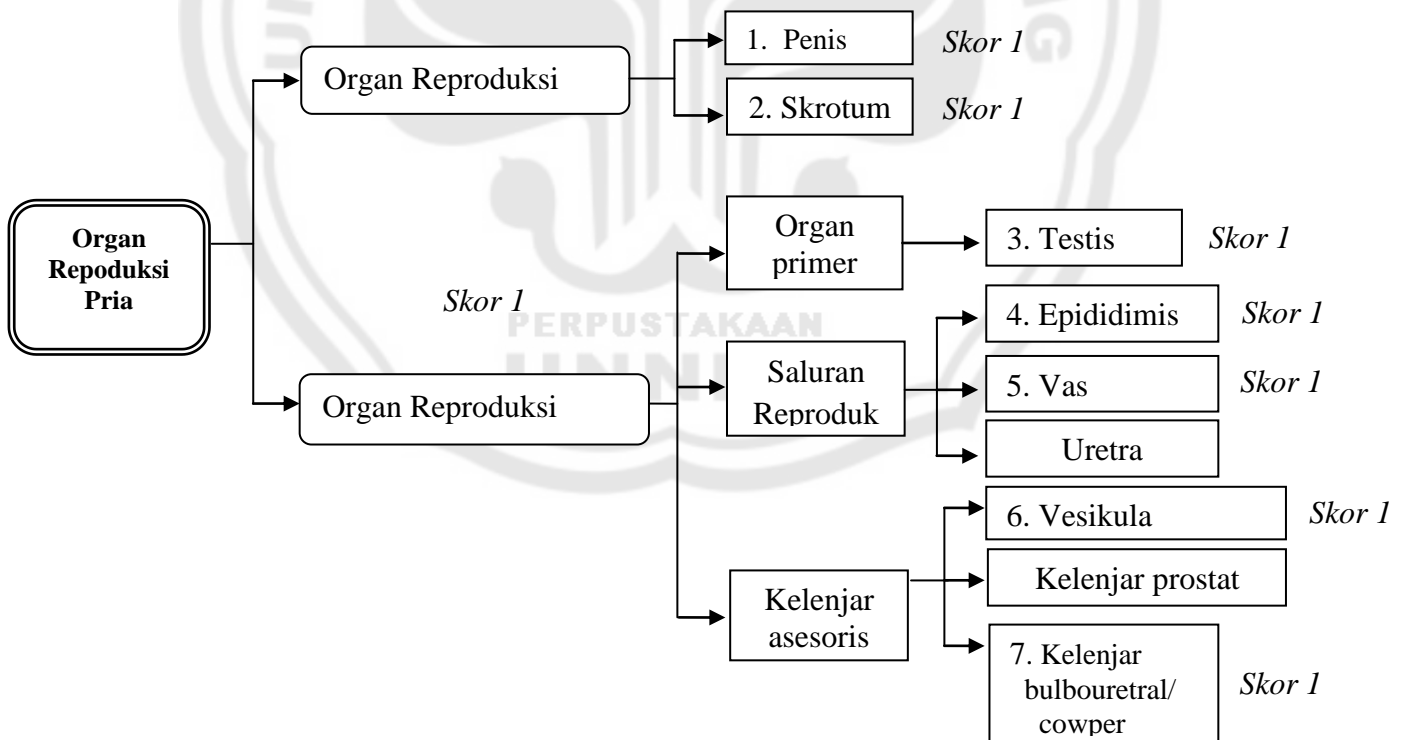 Organ Reproduksi
1. Penis
Skor 1
2. Skrotum
Skor 1
Organ
Repoduksi
Pria
Skor 1
Organ Reproduksi
Organ
primer
3. Testis
Skor 1
Saluran
Reproduk
4. Epididimis
Skor 1
5. Vas
Skor 1
Uretra
Kelenjar
asesoris
6. Vesikula
Skor 1
Kelenjar prostat
7. Kelenjar
bulbouretral/
cowper
Skor 1
PERPUSTAKAAN